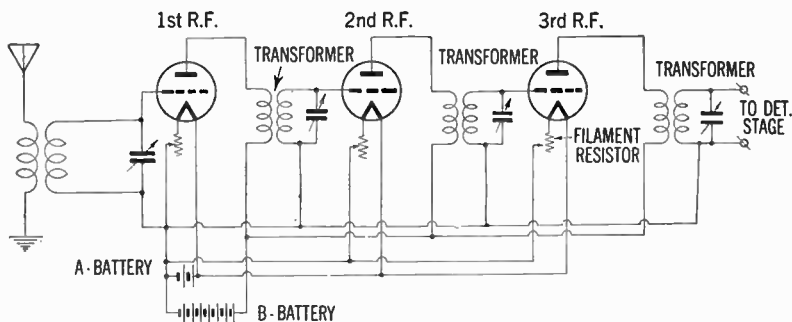 1st R.F.
2nd R.F.
3rd R.F.
TRANSFORMER
TRANSFORMER
TRANSFORMER
TO DET.
STAGE
FILAMENT
RESISTOR
A-BATTERY
B-BATTERY